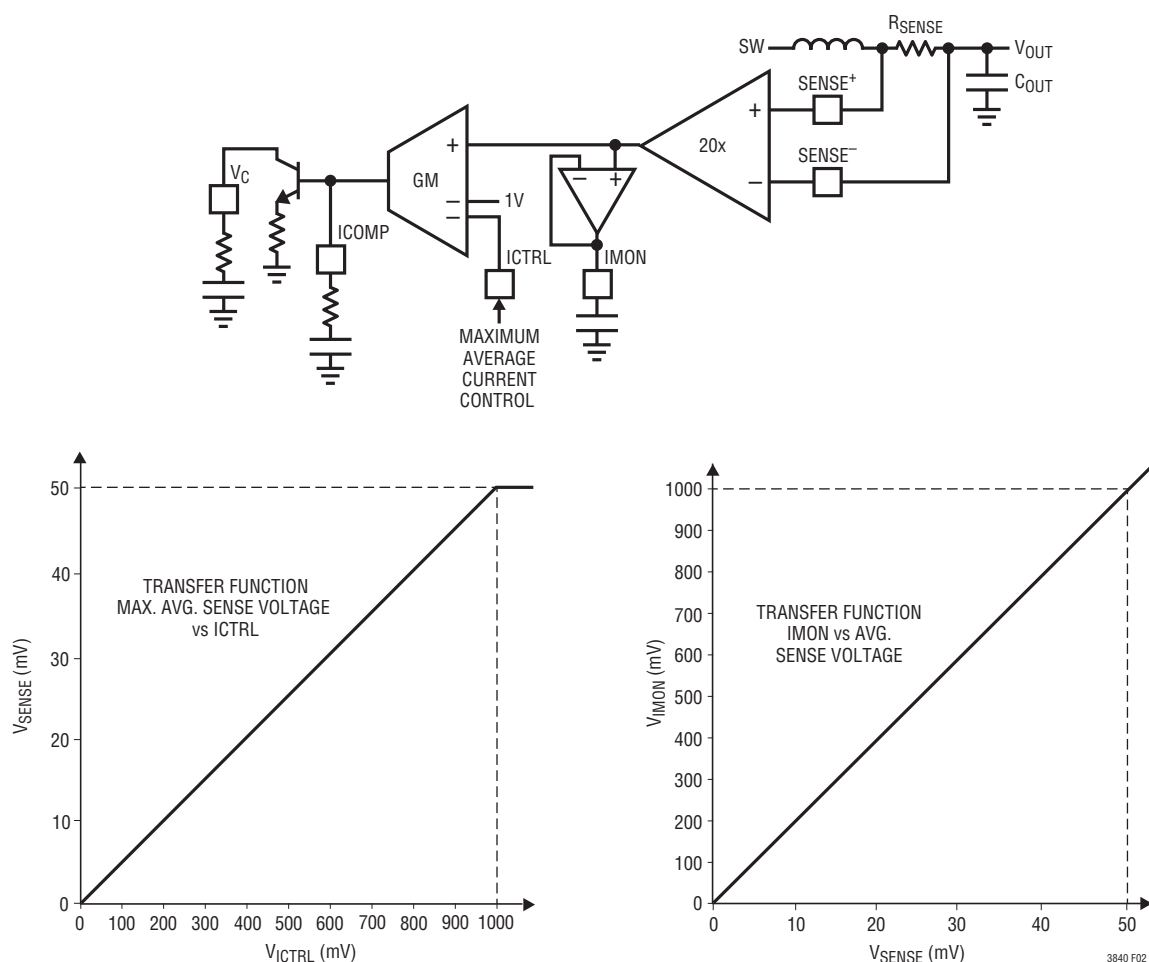 SW
RSENSE
VOUT
COUT
SENSE+
SENSE−
+
−
20x
+
−
−
GM
1V
VC
ICOMP
ICTRL
− +
IMON
MAXIMUM
AVERAGE
CURRENT
CONTROL
50
40
30
20
10
0
VSENSE (mV)
TRANSFER FUNCTION
MAX. AVG. SENSE VOLTAGE
vs ICTRL
0 100 200 300 400 500 600 700 800 900 1000
VICTRL (mV)
1000
900
800
700
600
500
400
300
200
100
0
VIMON (mV)
TRANSFER FUNCTION
IMON vs AVG.
SENSE VOLTAGE
0 10 20 30 40 50
VSENSE (mV)
3840 F02